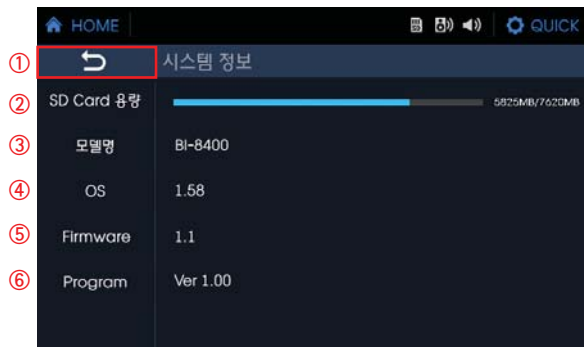 HOME QUICK
① 시스템 정보
② SD Card 용량 5825MB/7620MB
③ 모델명 BI-8400
④ OS 1.58
⑤ Firmware 1.1
⑥ Program Ver 1.00